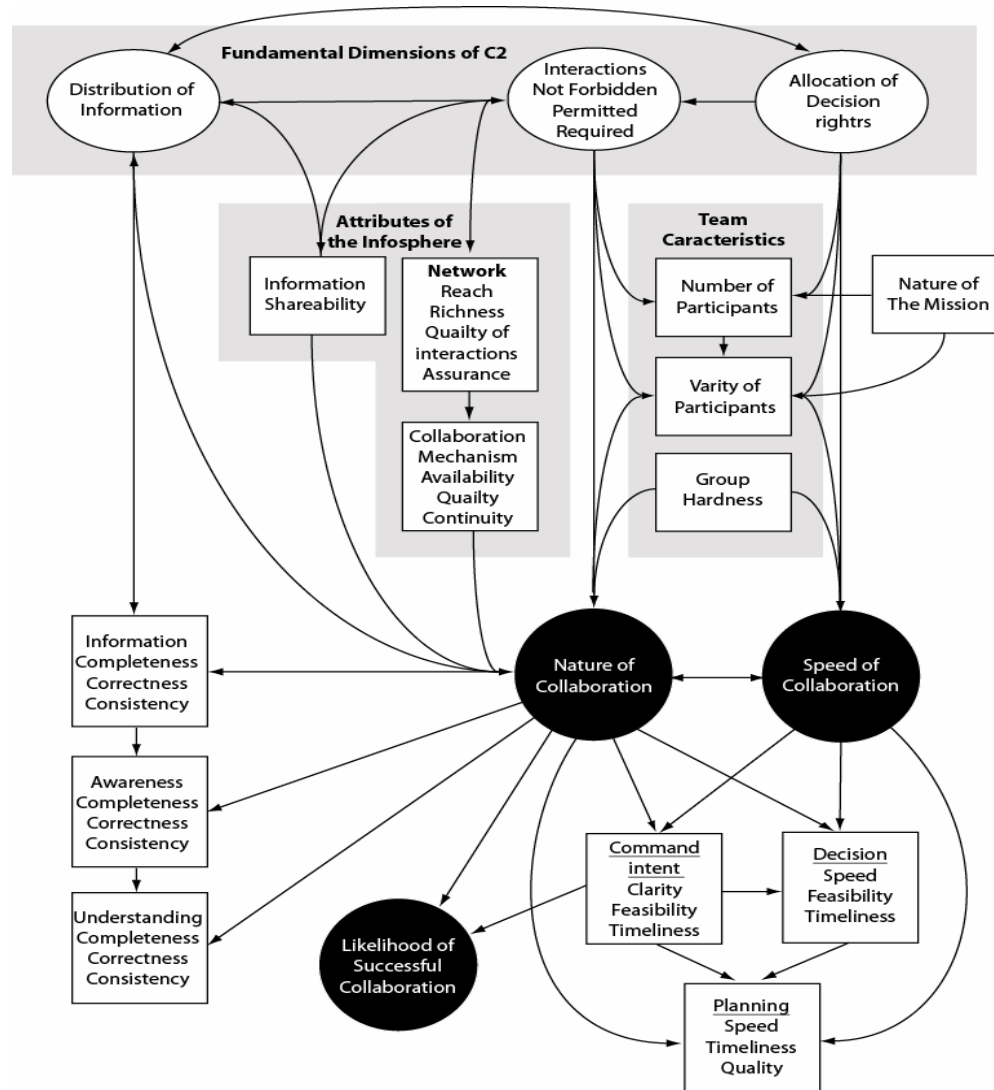 Fundamental Dimensions of C2
Distribution of
Information
Interactions
Not Forbidden
Permitted
Required
Allocation of
Decision
rightrs
Attributes of
the Infosphere
Information
Shareability
Network
Reach
Richness
Quailty of
interactions
Assurance
Collaboration
Mechanism
Availability
Quailty
Continuity
Team
Caracteristics
Number of
Participants
Varity of
Participants
Group
Hardness
Nature of
The Mission
Information
Completeness
Correctness
Consistency
Nature of
Collaboration
Speed of
Collaboration
Awareness
Completeness
Correctness
Consistency
Understanding
Completeness
Correctness
Consistency
Likelihood of
Successful
Collaboration
Command
intent
Clarity
Feasibility
Timeliness
Decision
Speed
Feasibility
Timeliness
Planning
Speed
Timeliness
Quality